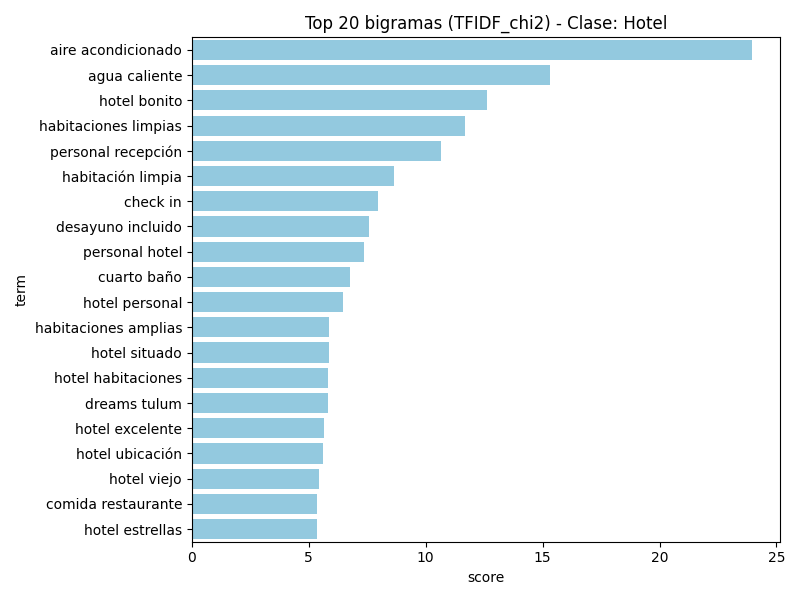 Top 20 bigramas (TFIDF_chi2) - Clase: Hotel
aire acondicionado
agua caliente
hotel bonito
habitaciones limpias
personal recepción
habitación limpia
check in
desayuno incluido
personal hotel
cuarto baño
hotel personal
habitaciones amplias
hotel situado
hotel habitaciones
dreams tulum
hotel excelente
hotel ubicación
hotel viejo
comida restaurante
hotel estrellas
term
0 5 10 15 20 25
score